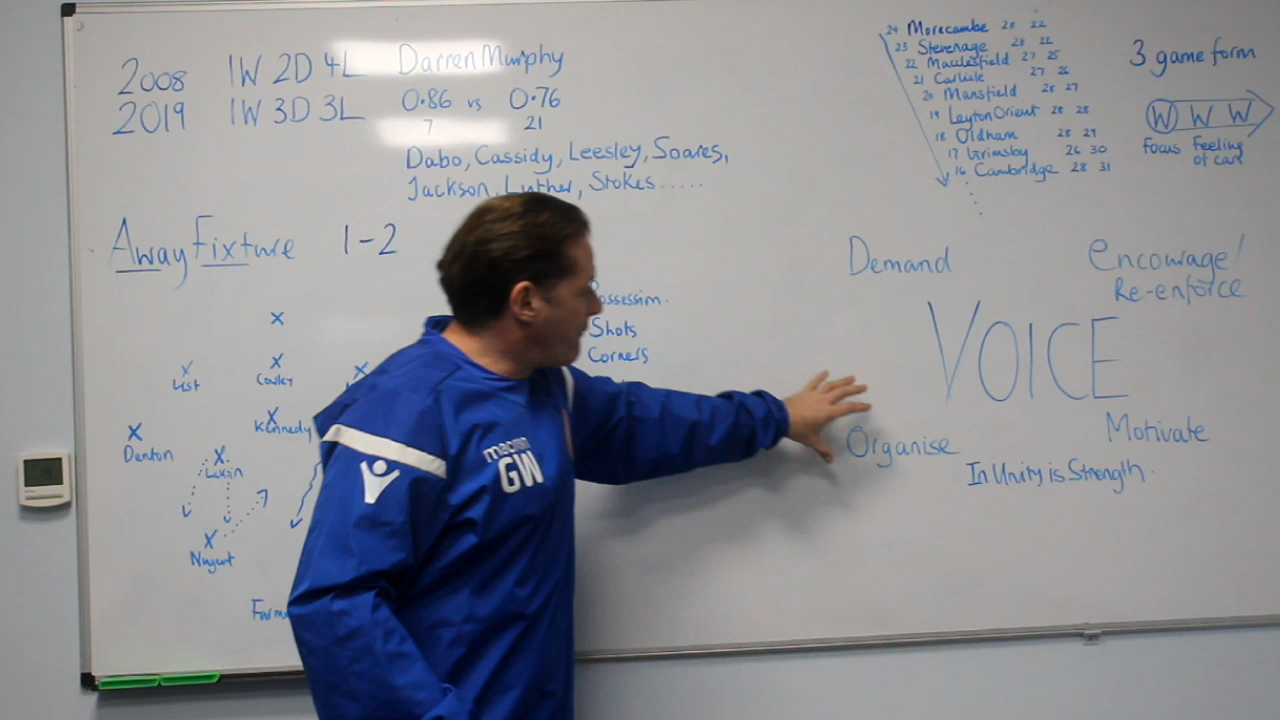 2008 1W 2D 4L Darren Murphy
2019 1W 3D 3L 0.86 vs 0.76
7 21
Dabo, Cassidy, Leesley, Soares,
Jackson, Luther, Stokes.....
Away Fixture 1-2
x
x List
x Cowley
x
x Kennedy
x Denton
x
x Nugent
Shots
Corners
macron
GW
24 Morecambe 28 22
23 Stevenage 28 22
22 Macclesfield 27 25
21 Carlisle 27 26
20 Mansfield 28 27
19 Leyton Orient 28 28
18 Oldham 28 29
17 Grimsby 26 30
16 Cambridge 28 31
3 game form
W W W
focus feeling
of can
Demand
Encourage!
Re-enforce
VOICE
Organise
Motivate
In Unity is Strength.